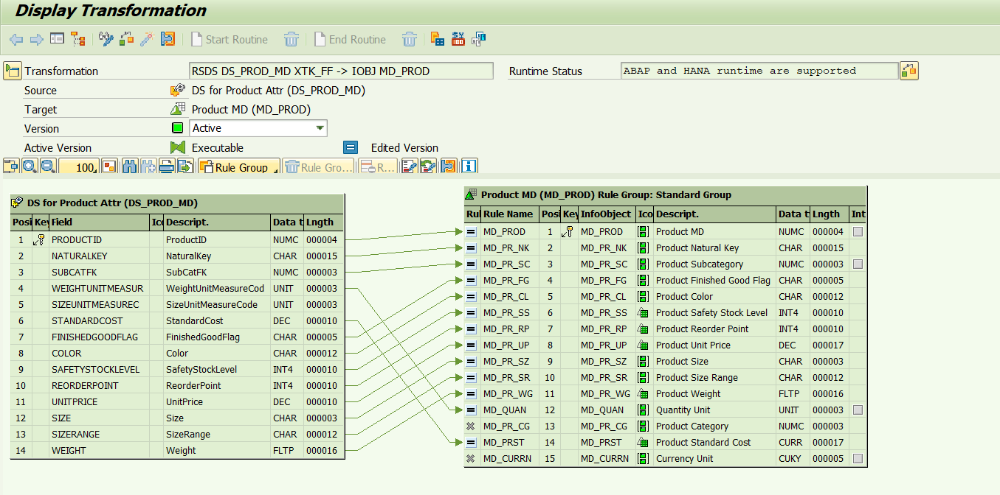 Display Transformation
Start Routine End Routine
Transformation RSDS DS_PROD_MD XTK_FF -> IOBJ MD_PROD Runtime Status ABAP and HANA runtime are supported
Source DS for Product Attr (DS_PROD_MD)
Target Product MD (MD_PROD)
Version Active
Active Version Executable Edited Version
100 Rule Group Rule Gro... R...
DS for Product Attr (DS_PROD_MD)
Posi Key Field Ico Descript. Data t Lngth
1 PRODUCTID ProductID NUMC 000004
2 NATURALKEY NaturalKey CHAR 000015
3 SUBCATFK SubCatFK NUMC 000003
4 WEIGHTUNITMEASUR WeightUnitMeasureCod UNIT 000003
5 SIZEUNITMEASUREC SizeUnitMeasureCode UNIT 000003
6 STANDARDCOST StandardCost DEC 000010
7 FINISHEDGOODFLAG FinishedGoodFlag CHAR 000005
8 COLOR Color CHAR 000012
9 SAFETYSTOCKLEVEL SafetyStockLevel INT4 000010
10 REORDERPOINT ReorderPoint INT4 000010
11 UNITPRICE UnitPrice DEC 000010
12 SIZE Size CHAR 000003
13 SIZERANGE SizeRange CHAR 000012
14 WEIGHT Weight FLTP 000016
Product MD (MD_PROD) Rule Group: Standard Group
Rul Rule Name Posi Key InfoObject Ico Descript. Data t Lngth Int
MD_PROD 1 MD_PROD Product MD NUMC 000004
MD_PR_NK 2 MD_PR_NK Product Natural Key CHAR 000015
MD_PR_SC 3 MD_PR_SC Product Subcategory NUMC 000003
MD_PR_FG 4 MD_PR_FG Product Finished Good Flag CHAR 000005
MD_PR_CL 5 MD_PR_CL Product Color CHAR 000012
MD_PR_SS 6 MD_PR_SS Product Safety Stock Level INT4 000010
MD_PR_RP 7 MD_PR_RP Product Reorder Point INT4 000010
MD_PR_UP 8 MD_PR_UP Product Unit Price DEC 000017
MD_PR_SZ 9 MD_PR_SZ Product Size CHAR 000003
MD_PR_SR 10 MD_PR_SR Product Size Range CHAR 000012
MD_PR_WG 11 MD_PR_WG Product Weight FLTP 000016
MD_QUAN 12 MD_QUAN Quantity Unit UNIT 000003
MD_PR_CG 13 MD_PR_CG Product Category NUMC 000003
MD_PRST 14 MD_PRST Product Standard Cost CURR 000017
MD_CURRN 15 MD_CURRN Currency Unit CUKY 000005